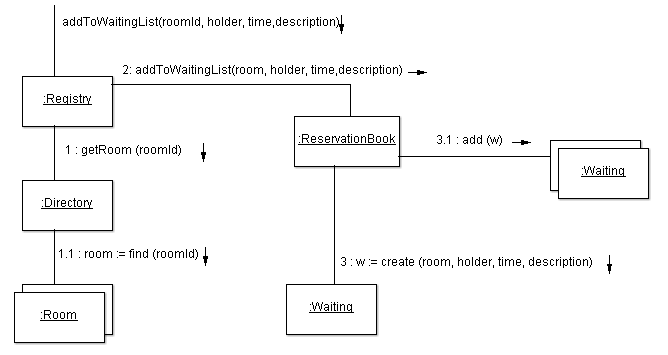 addToWaitingList(roomId, holder, time,description)
2: addToWaitingList(room, holder, time,description)
:Registry
:ReservationBook
3.1 : add (w)
1 : getRoom (roomId)
:Waiting
:Directory
1.1 : room := find (roomId)
3 : w := create (room, holder, time, description)
:Room
:Waiting